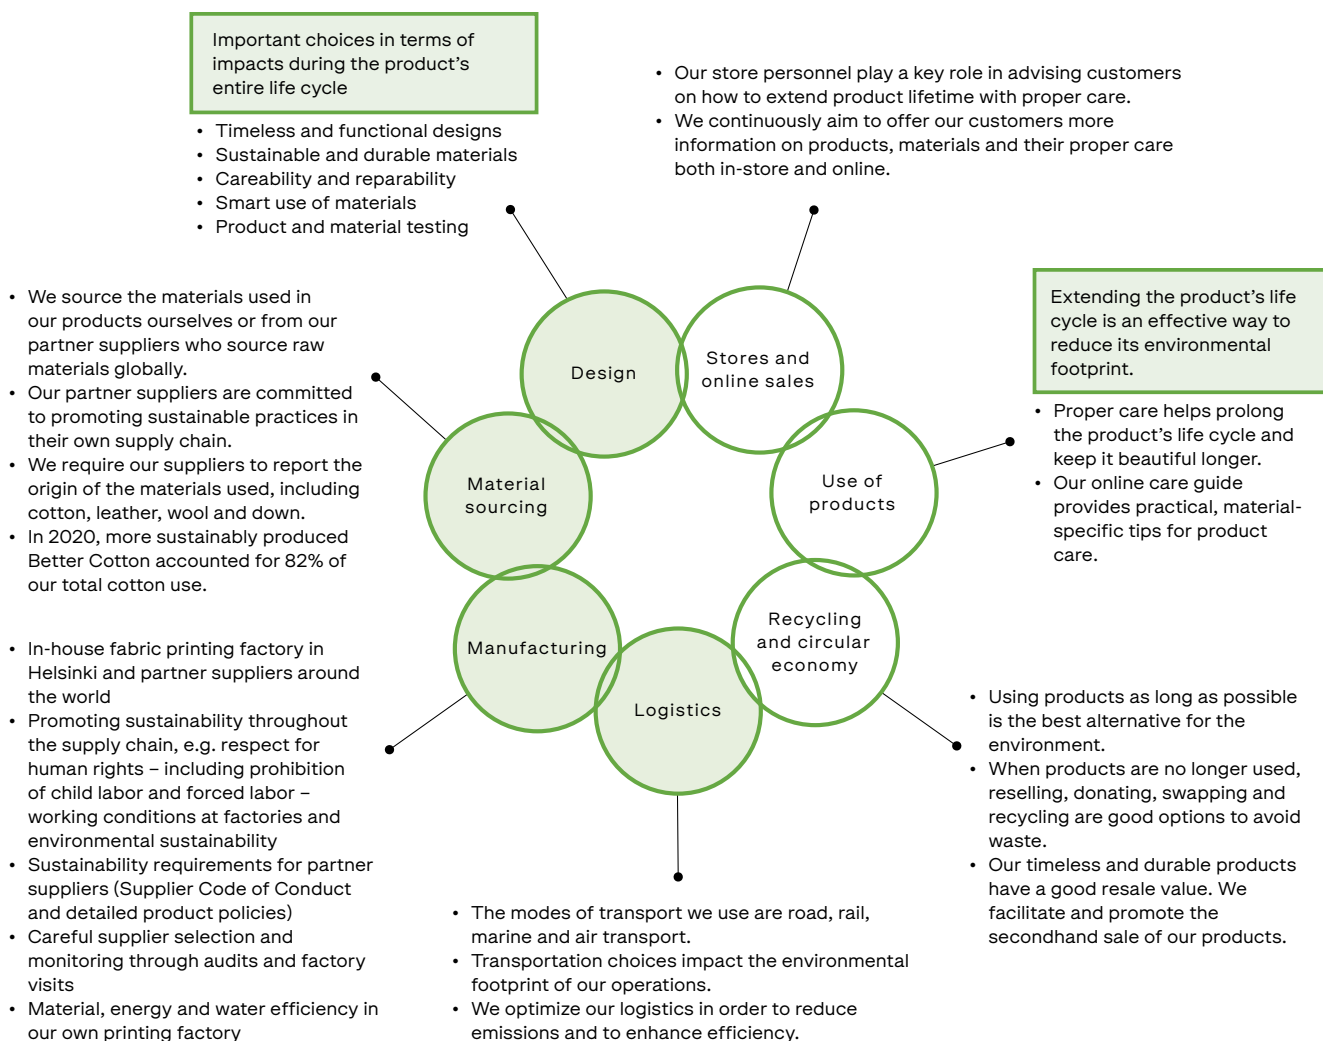 Important choices in terms of
impacts during the product's
entire life cycle
• Timeless and functional designs
• Sustainable and durable materials
• Careability and reparability
• Smart use of materials
• Product and material testing
• Our store personnel play a key role in advising customers
on how to extend product lifetime with proper care.
• We continuously aim to offer our customers more
information on products, materials and their proper care
both in-store and online.
• We source the materials used in
our products ourselves or from our
partner suppliers who source raw
materials globally.
• Our partner suppliers are committed
to promoting sustainable practices in
their own supply chain.
• We require our suppliers to report the
origin of the materials used, including
cotton, leather, wool and down.
• In 2020, more sustainably produced
Better Cotton accounted for 82% of
our total cotton use.
Extending the product's life
cycle is an effective way to
reduce its environmental
footprint.
• Proper care helps prolong
the product's life cycle and
keep it beautiful longer.
• Our online care guide
provides practical, material-
specific tips for product
care.
Design
Stores and
online sales
Material
sourcing
Use of
products
Manufacturing
Recycling
and circular
economy
Logistics
• In-house fabric printing factory in
Helsinki and partner suppliers around
the world
• Promoting sustainability throughout
the supply chain, e.g. respect for
human rights – including prohibition
of child labor and forced labor –
working conditions at factories and
environmental sustainability
• Sustainability requirements for partner
suppliers (Supplier Code of Conduct
and detailed product policies)
• Careful supplier selection and
monitoring through audits and factory
visits
• Material, energy and water efficiency in
our own printing factory
• The modes of transport we use are road, rail,
marine and air transport.
• Transportation choices impact the environmental
footprint of our operations.
• We optimize our logistics in order to reduce
emissions and to enhance efficiency.
• Using products as long as possible
is the best alternative for the
environment.
• When products are no longer used,
reselling, donating, swapping and
recycling are good options to avoid
waste.
• Our timeless and durable products
have a good resale value. We
facilitate and promote the
secondhand sale of our products.